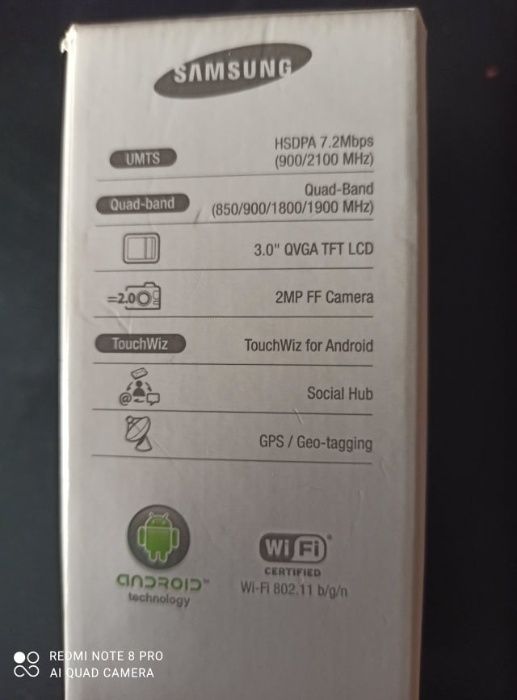 SAMSUNG
UMTS
HSDPA 7.2Mbps
(900/2100 MHz)
Quad-band
Quad-Band
(850/900/1800/1900 MHz)
3.0" QVGA TFT LCD
=2.0
2MP FF Camera
TouchWiz
TouchWiz for Android
@
Social Hub
GPS / Geo-tagging
ANDROID™
technology
Wi Fi®
CERTIFIED
Wi-Fi 802.11 b/g/n
REDMI NOTE 8 PRO
AI QUAD CAMERA